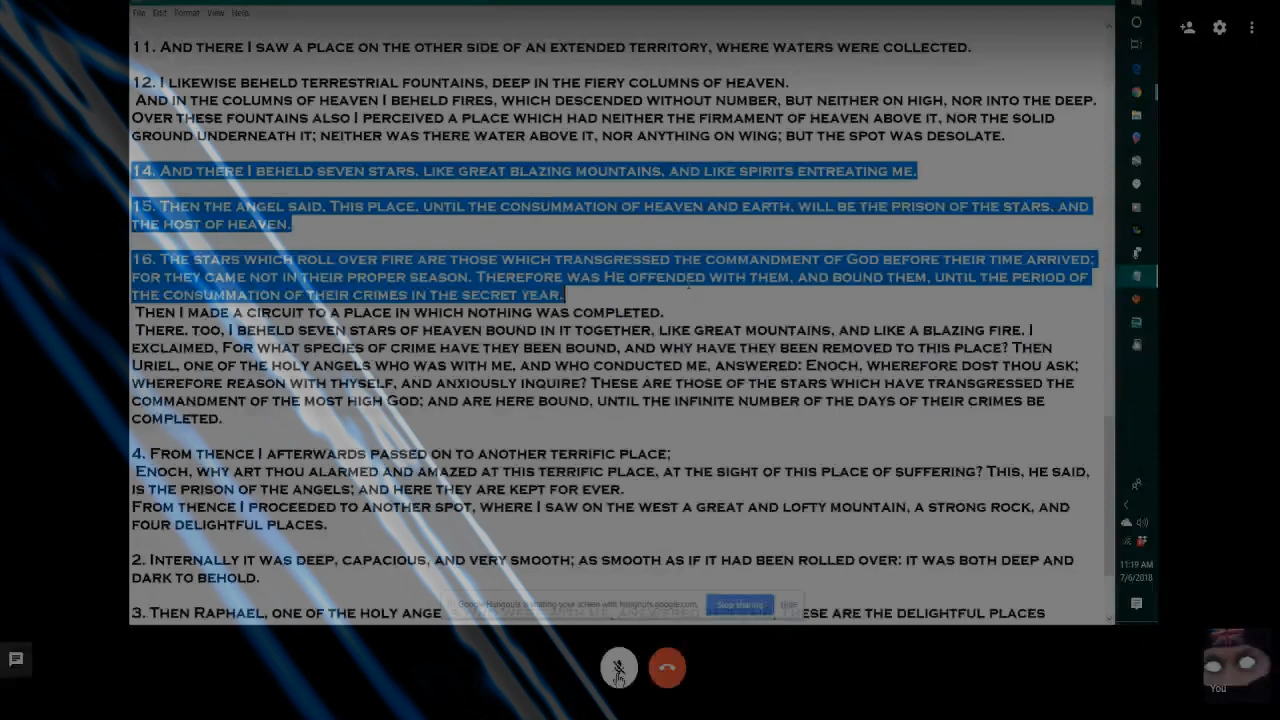 File Edit Format View Help
11. And there I saw a place on the other side of an extended territory, where waters were collected.
12. I likewise beheld terrestrial fountains, deep in the fiery columns of heaven.
And in the columns of heaven I beheld fires, which descended without number, but neither on high, nor into the deep.
Over these fountains also I perceived a place which had neither the firmament of heaven above it, nor the solid
ground underneath it; neither was there water above it, nor anything on wing; but the spot was desolate.
14. And there I beheld seven stars, like great blazing mountains, and like spirits entreating me.
15. Then the angel said, This place, until the consummation of heaven and earth, will be the prison of the stars, and
the host of heaven.
16. The stars which roll over fire are those which transgressed the commandment of God before their time arrived;
for they came not in their proper season. Therefore was He offended with them, and bound them, until the period of
the consummation of their crimes in the secret year.
Then I made a circuit to a place in which nothing was completed.
There, too, I beheld seven stars of heaven bound in it together, like great mountains, and like a blazing fire. I
exclaimed, For what species of crime have they been bound, and why have they been removed to this place? Then
Uriel, one of the holy angels who was with me, and who conducted me, answered: Enoch, wherefore dost thou ask;
wherefore reason with thyself, and anxiously inquire? These are those of the stars which have transgressed the
commandment of the most high God; and are here bound, until the infinite number of the days of their crimes be
completed.
4. From thence I afterwards passed on to another terrific place;
Enoch, why art thou alarmed and amazed at this terrific place, at the sight of this place of suffering? This, he said,
is the prison of the angels; and here they are kept for ever.
From thence I proceeded to another spot, where I saw on the west a great and lofty mountain, a strong rock, and
four delightful places.
2. Internally it was deep, capacious, and very smooth; as smooth as if it had been rolled over: it was both deep and
dark to behold.
3. Then Raphael, one of the holy ange ese are the delightful places
Google Hangouts is sharing your screen with hangouts.google.com.
Stop sharing
Hide
11:19 AM
7/6/2018
You